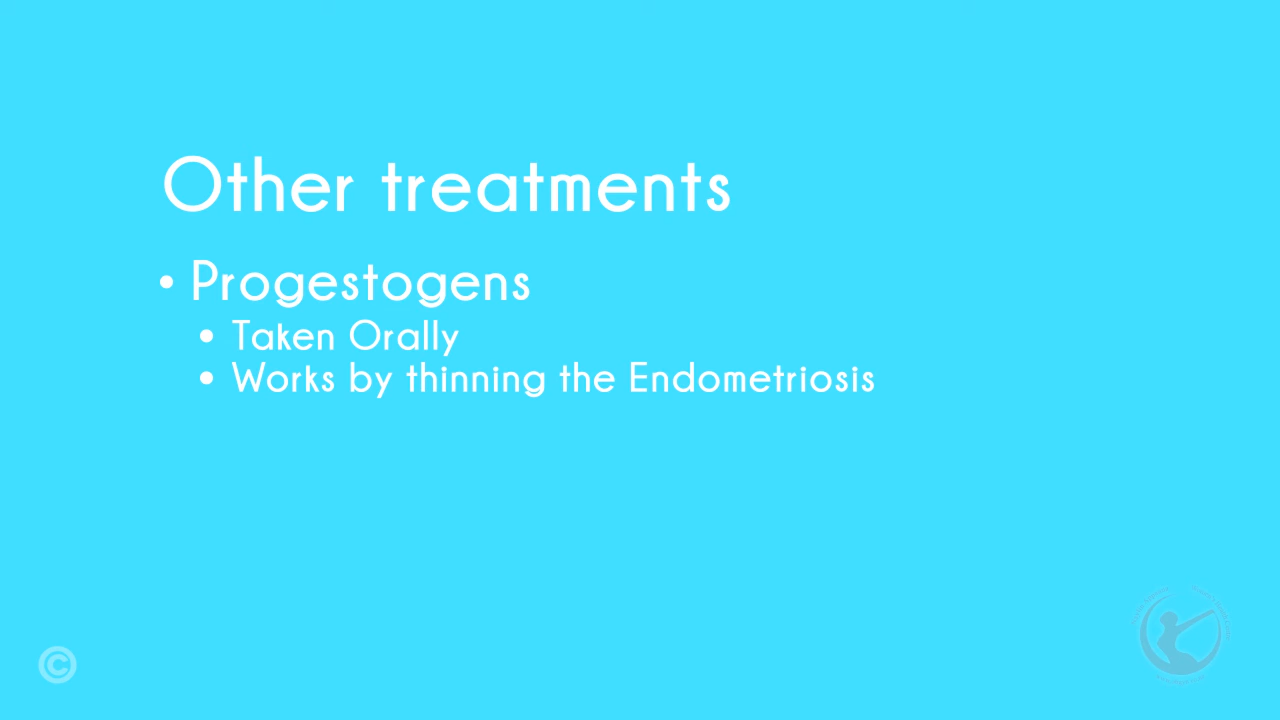 Other treatments
• Progestogens
• Taken Orally
• Works by thinning the Endometriosis
©